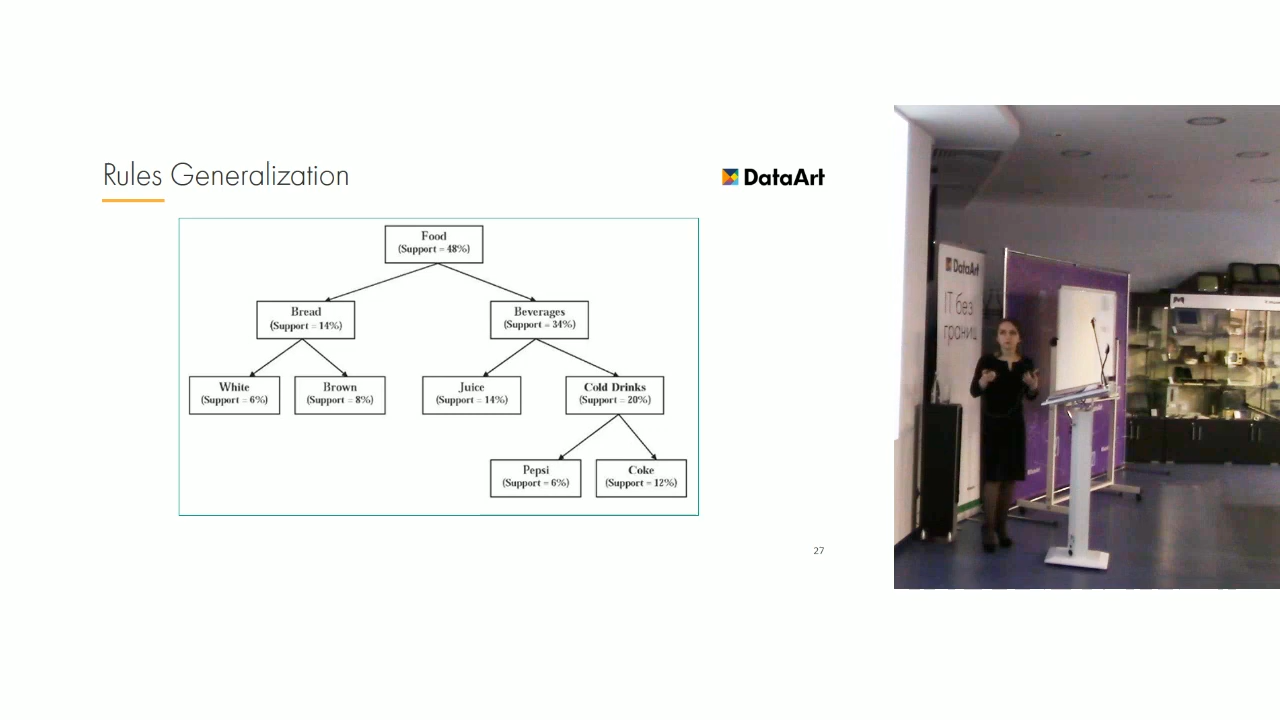 Rules Generalization
DataArt
Food
(Support = 48%)
Bread
(Support = 14%)
Beverages
(Support = 34%)
White
(Support = 6%)
Brown
(Support = 8%)
Juice
(Support = 14%)
Cold Drinks
(Support = 20%)
Pepsi
(Support = 6%)
Coke
(Support = 12%)
27
DataArt
IT без
границ